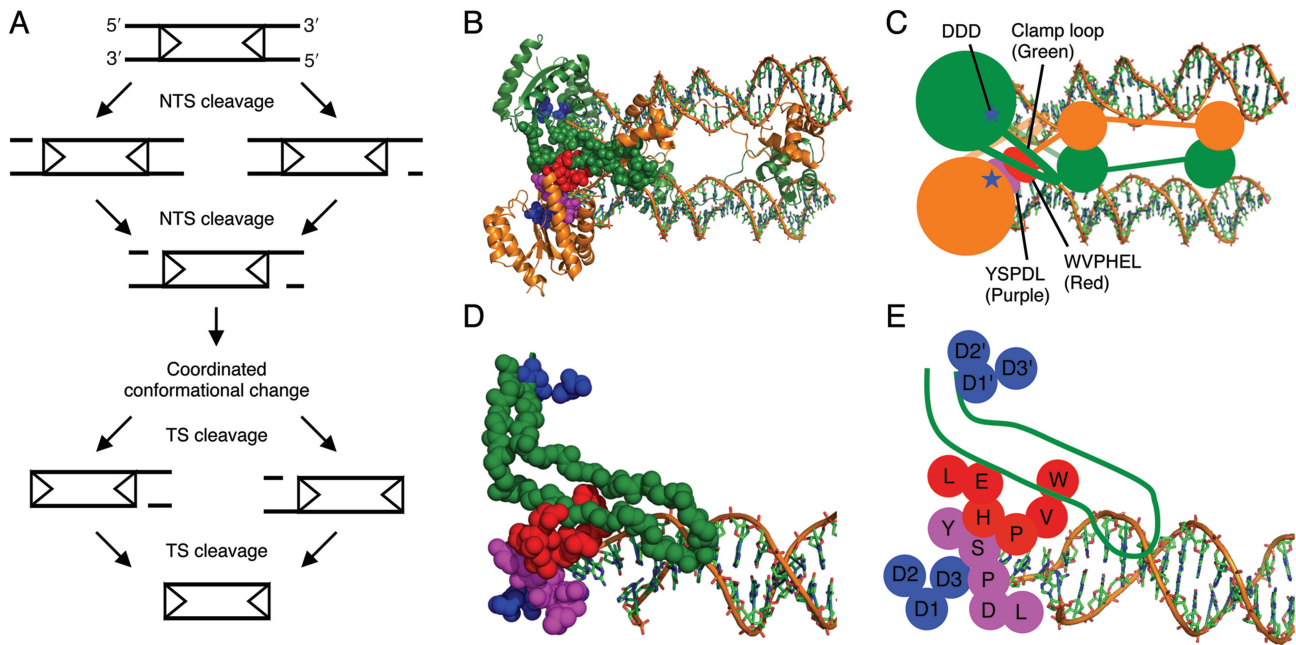 A
5′ 3′
3′ 5′
NTS cleavage
NTS cleavage
Coordinated
conformational change
TS cleavage
TS cleavage
B
C
DDD
Clamp loop
(Green)
YSPDL
(Purple)
WVPHEL
(Red)
D
E
D2'
D1'
D3'
L
E
W
H
P
V
Y
S
D2
D3
P
D1
D
L